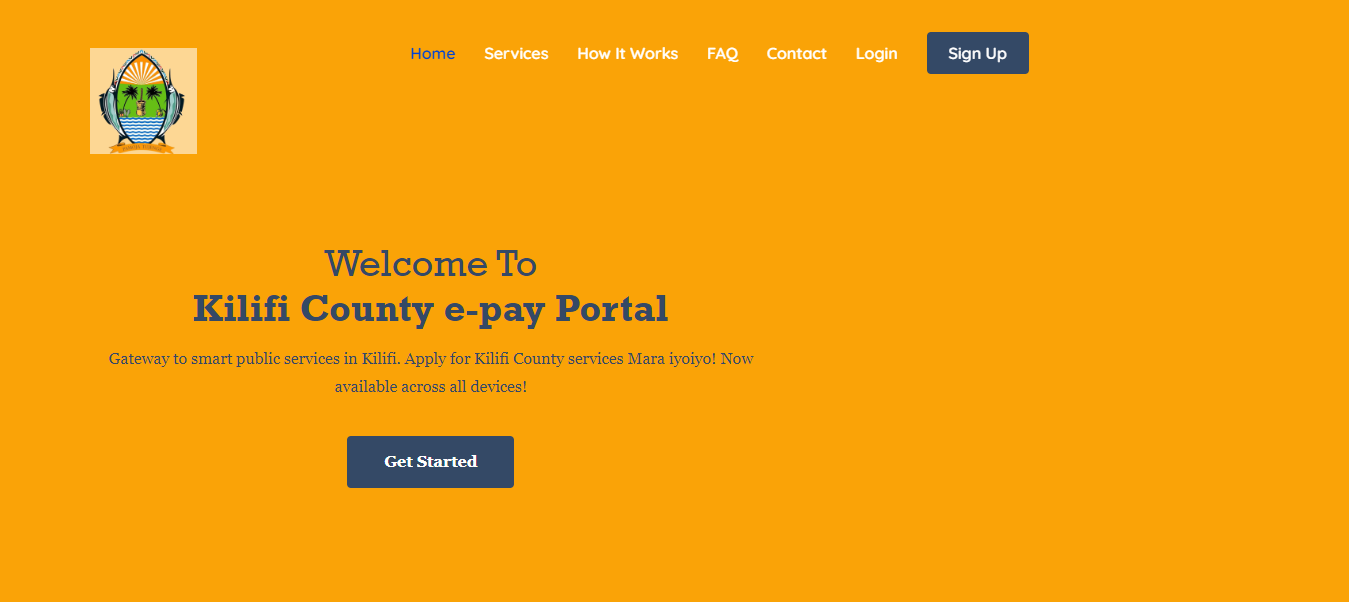 Home Services How It Works FAQ Contact Login Sign Up
Welcome To
Kilifi County e-pay Portal
Gateway to smart public services in Kilifi. Apply for Kilifi County services Mara iyoiyo! Now
available across all devices!
Get Started